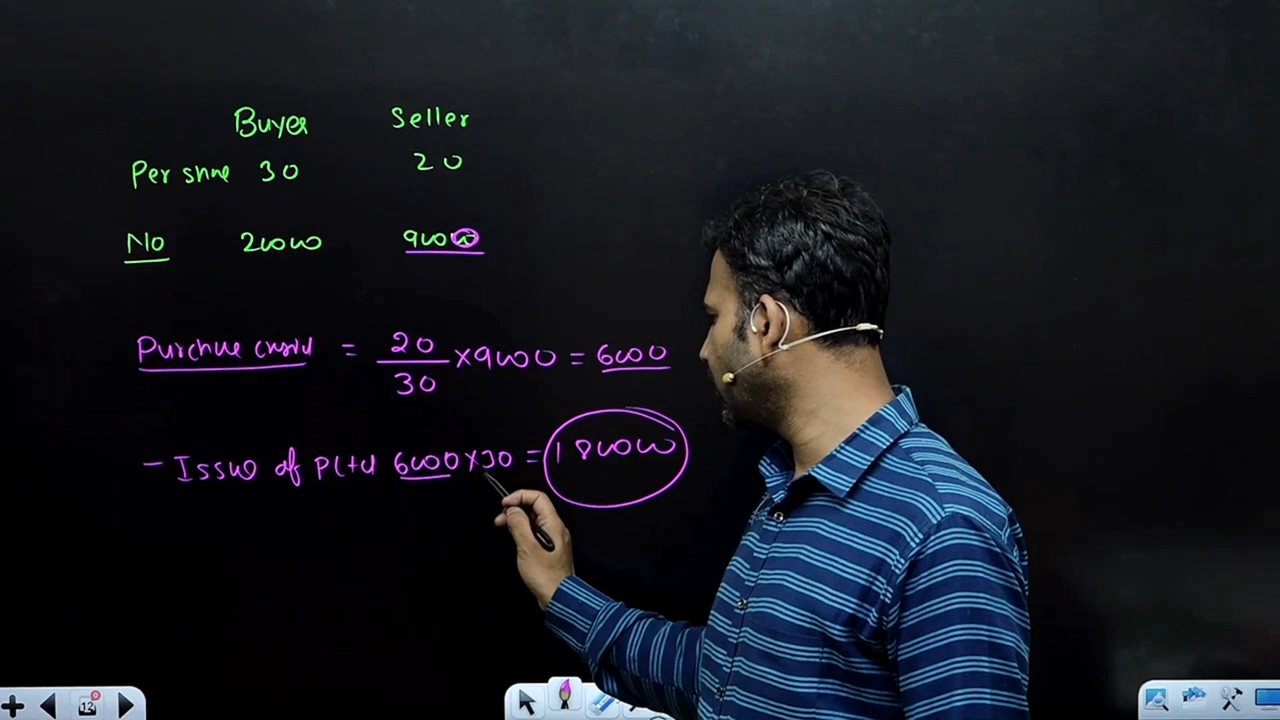 Buyer Seller
Per share 30 20
No 20000 9000
Purchase consid = 20/30 × 9000 = 6000
- Issue of P Ltd 6000 × 30 = 180000
12